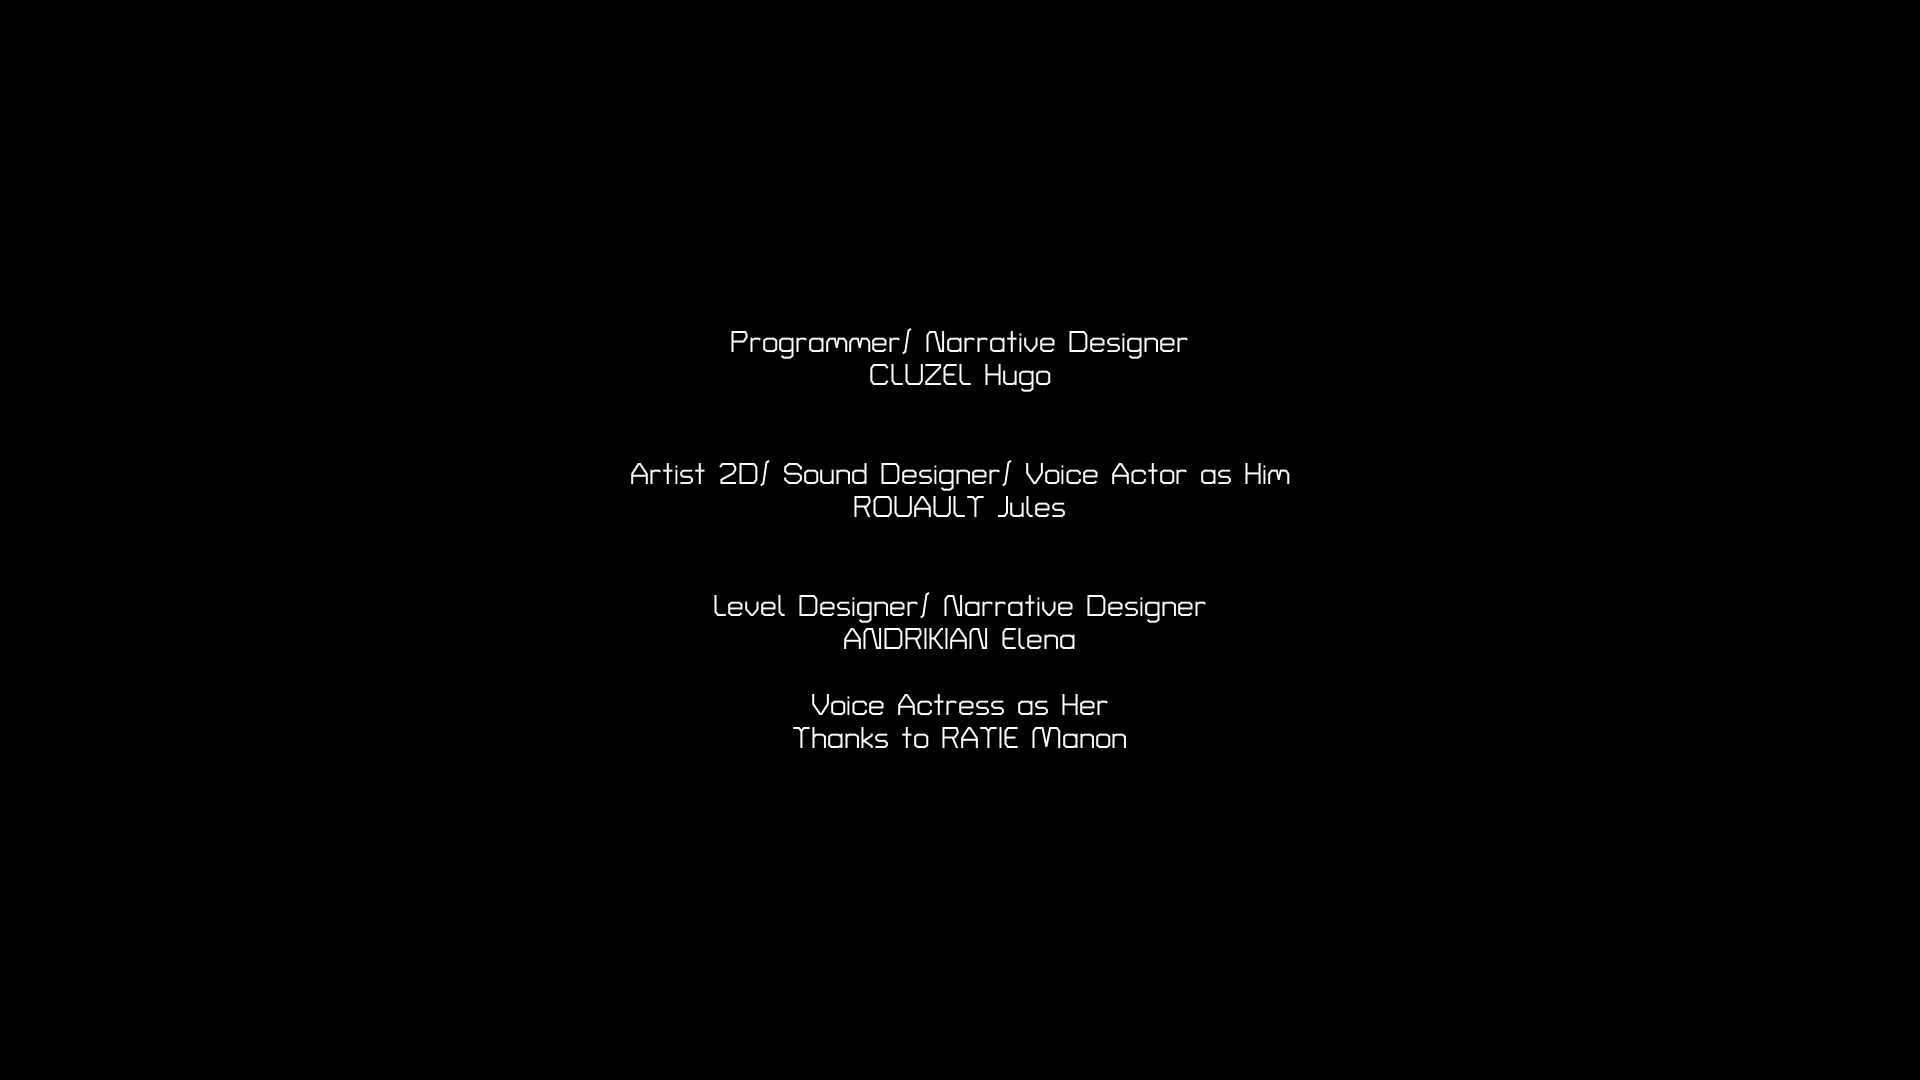 Programmer/ Narrative Designer
CLUZEL Hugo
Artist 2D/ Sound Designer/ Voice Actor as Him
ROUAULT Jules
Level Designer/ Narrative Designer
ANDRIKIAN Elena
Voice Actress as Her
Thanks to RATIE Manon